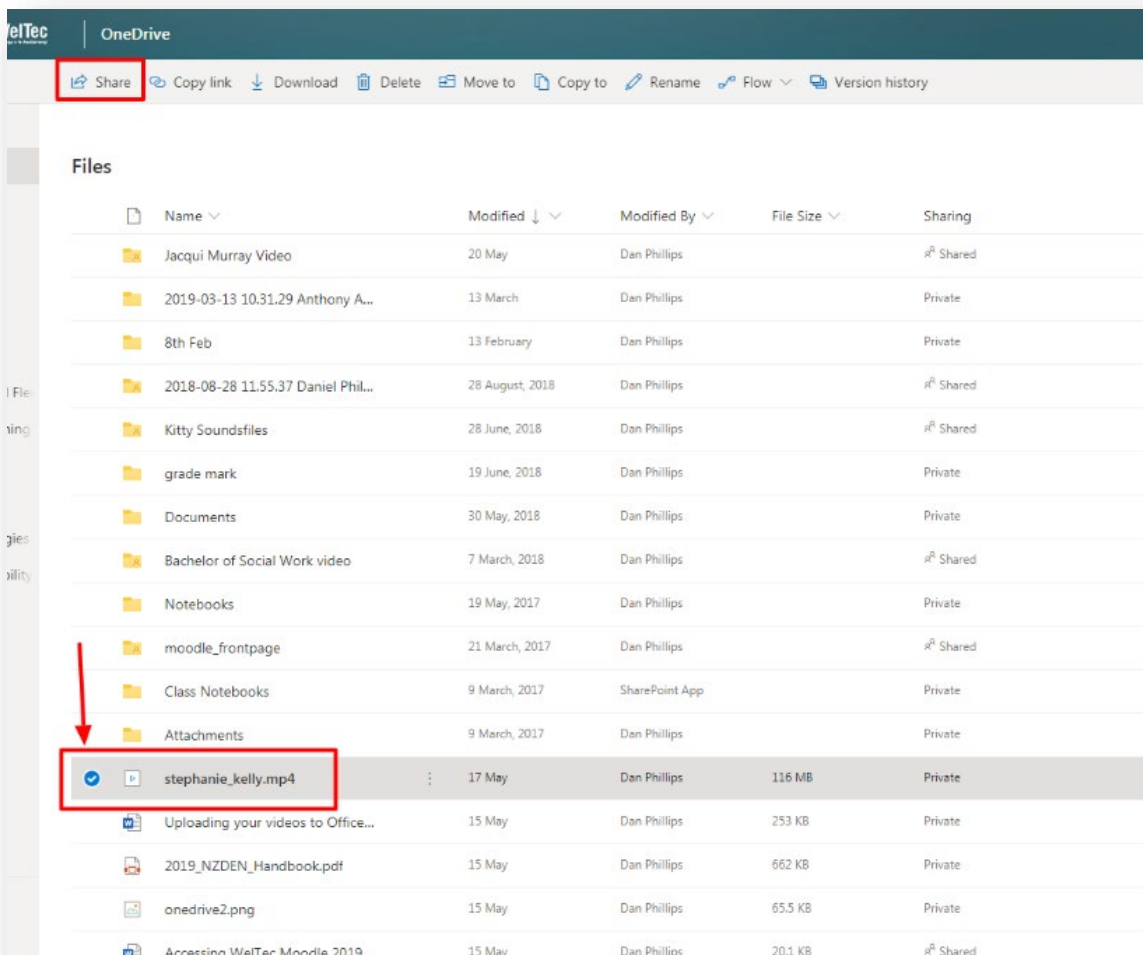 WelTec OneDrive
Share Copy link Download Delete Move to Copy to Rename Flow Version history
Files
Name Modified Modified By File Size Sharing
Jacqui Murray Video 20 May Dan Phillips Shared
2019-03-13 10.31.29 Anthony A... 13 March Dan Phillips Private
8th Feb 13 February Dan Phillips Private
2018-08-28 11.55.37 Daniel Phil... 28 August, 2018 Dan Phillips Shared
Kitty Soundsfiles 28 June, 2018 Dan Phillips Shared
grade mark 19 June, 2018 Dan Phillips Private
Documents 30 May, 2018 Dan Phillips Private
Bachelor of Social Work video 7 March, 2018 Dan Phillips Shared
Notebooks 19 May, 2017 Dan Phillips Private
moodle_frontpage 21 March, 2017 Dan Phillips Shared
Class Notebooks 9 March, 2017 SharePoint App Private
Attachments 9 March, 2017 Dan Phillips Private
stephanie_kelly.mp4 17 May Dan Phillips 116 MB Private
Uploading your videos to Office... 15 May Dan Phillips 253 KB Private
2019_NZDEN_Handbook.pdf 15 May Dan Phillips 662 KB Private
onedrive2.png 15 May Dan Phillips 65.5 KB Private
Accessing WelTec Moodle 2019 15 May Dan Phillips 20.1 KB Shared